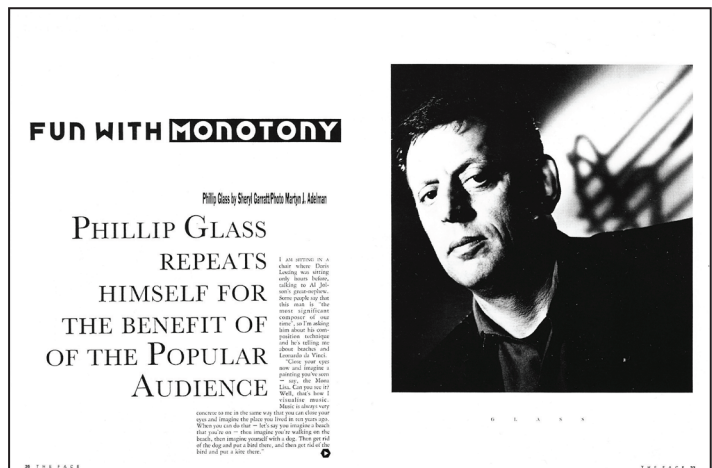 FUN WITH MONOTONY
Phillip Glass by Sheryl Garratt/Photo Martyn J. Adelman
PHILLIP GLASS
REPEATS
HIMSELF FOR
THE BENEFIT OF
OF THE POPULAR
AUDIENCE
I AM SITTING IN A
chair where Doris
Lessing was sitting
only hours before,
talking to Al Jol-
son's great-nephew.
Some people say that
this man is "the
most significant
composer of our
time", so I'm asking
him about his com-
position technique
and he's telling me
about beaches and
Leonardo da Vinci.
"Close your eyes
now and imagine a
painting you've seen
— say, the Mona
Lisa. Can you see it?
Well, that's how I
visualise music.
Music is always very
concrete to me in the same way that you can close your
eyes and imagine the place you lived in ten years ago.
When you can do that — let's say you imagine a beach
that you're on — then imagine you're walking on the
beach, then imagine yourself with a dog. Then get rid
of the dog and put a bird there, and then get rid of the
bird and put a kite there."
GLASS
THE FACE
THE FACE